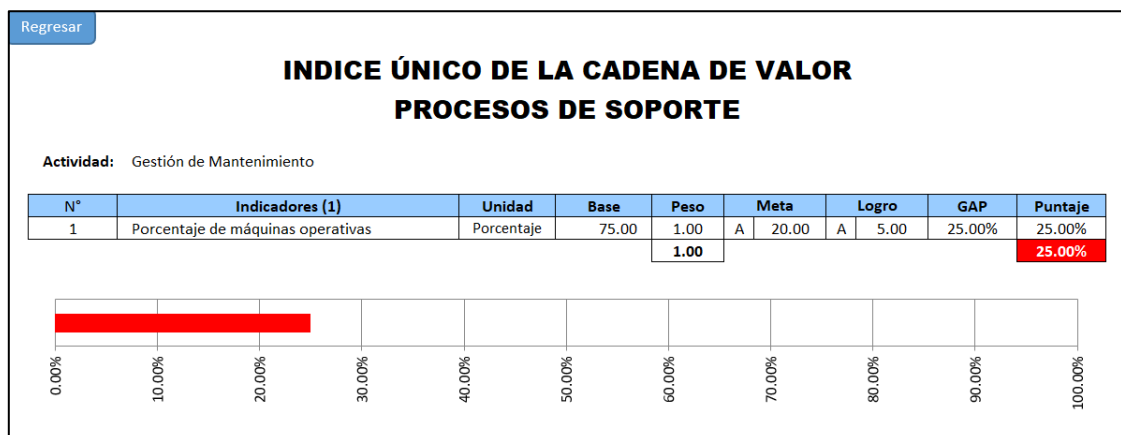 Regresar
INDICE ÚNICO DE LA CADENA DE VALOR
PROCESOS DE SOPORTE
Actividad: Gestión de Mantenimiento
N° Indicadores (1) Unidad Base Peso Meta Logro GAP Puntaje
1 Porcentaje de máquinas operativas Porcentaje 75.00 1.00 A 20.00 A 5.00 25.00% 25.00%
1.00 25.00%
0.00% 10.00% 20.00% 30.00% 40.00% 50.00% 60.00% 70.00% 80.00% 90.00% 100.00%